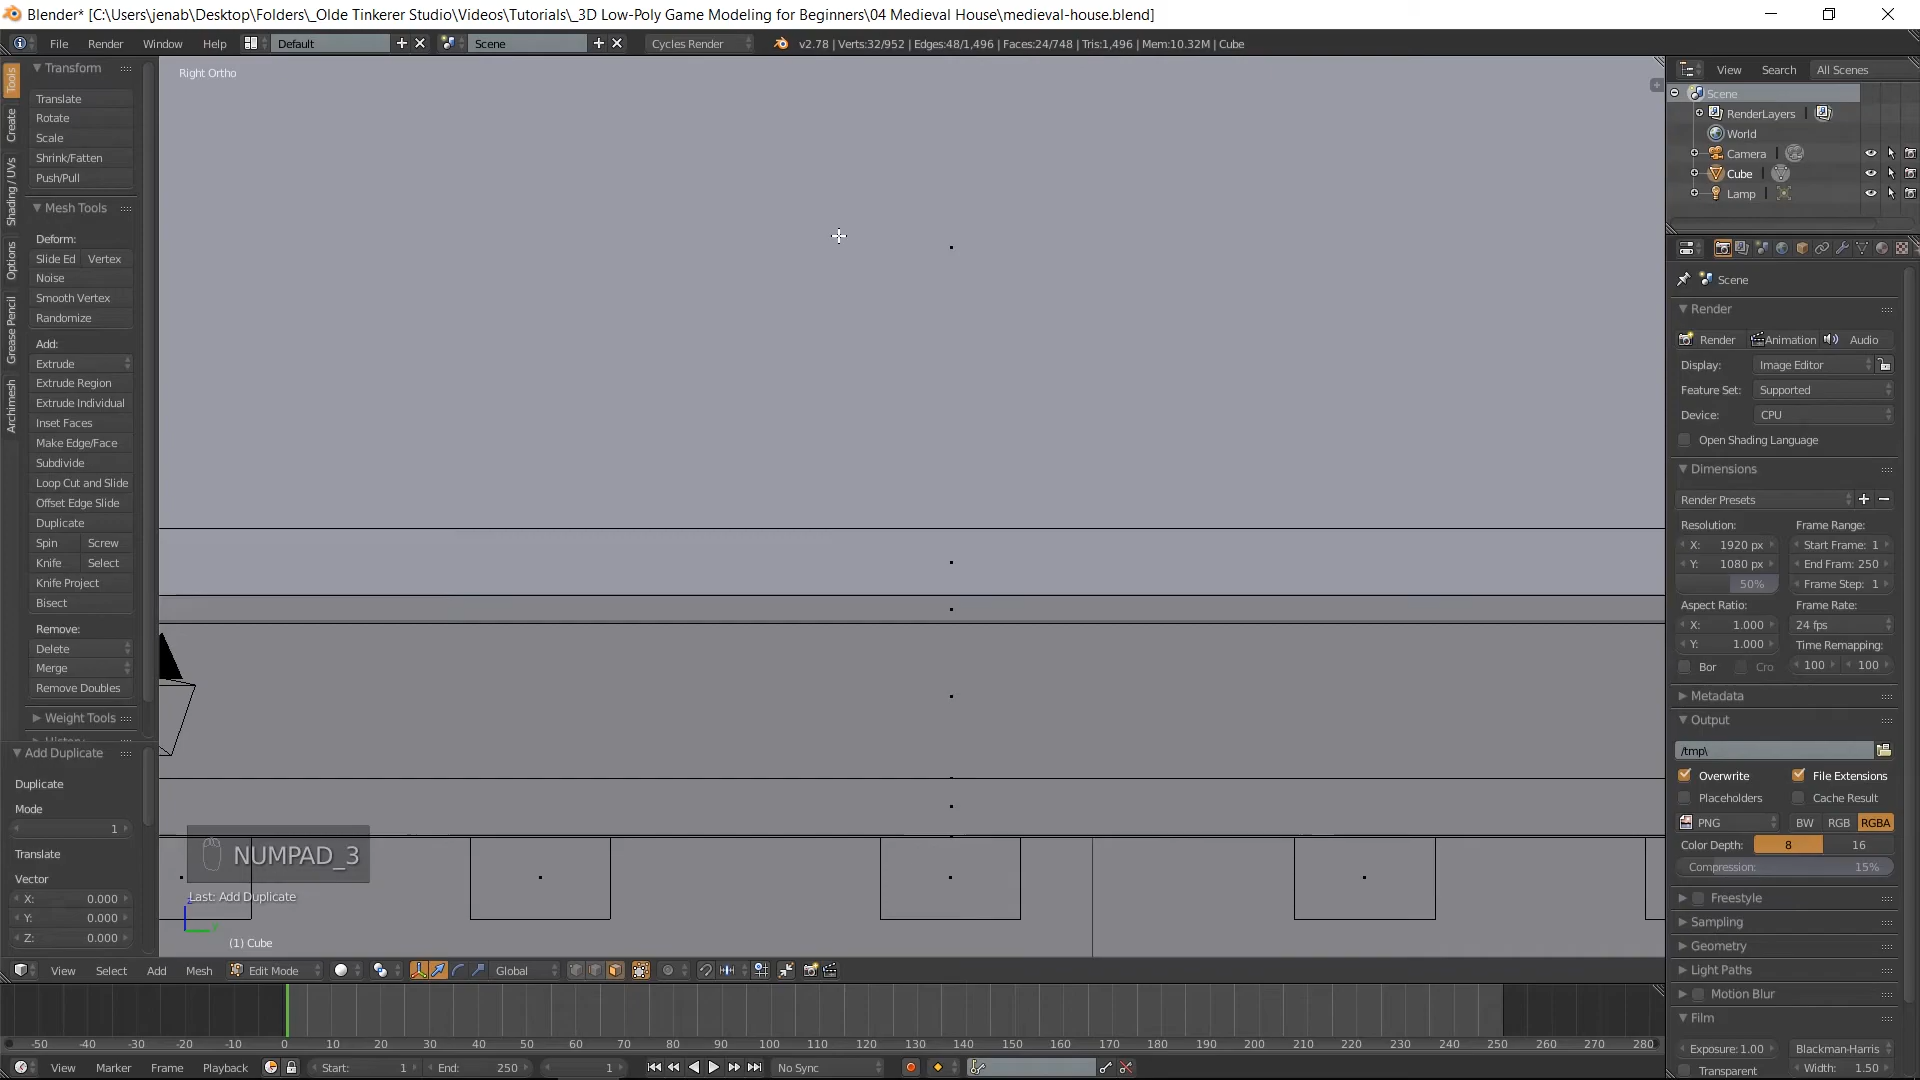 Blender* [C:\Users\jenab\Desktop\Folders\_Olde Tinkerer Studio\Videos\Tutorials\_3D Low-Poly Game Modeling for Beginners\04 Medieval House\medieval-house.blend]
File Render Window Help Default Scene Cycles Render v2.78 | Verts:32/952 | Edges:48/1,496 | Faces:24/748 | Tris:1,496 | Mem:10.32M | Cube
Tools
Create
Shading / UVs
Options
Grease Pencil
Archimesh
Transform
Translate
Rotate
Scale
Shrink/Fatten
Push/Pull
Mesh Tools
Deform:
Slide Ed Vertex
Noise
Smooth Vertex
Randomize
Add:
Extrude
Extrude Region
Extrude Individual
Inset Faces
Make Edge/Face
Subdivide
Loop Cut and Slide
Offset Edge Slide
Duplicate
Spin Screw
Knife Select
Knife Project
Bisect
Remove:
Delete
Merge
Remove Doubles
Weight Tools
Add Duplicate
Duplicate
Mode
1
Translate
Vector
X: 0.000
Y: 0.000
Z: 0.000
Right Ortho
NUMPAD_3
Last: Add Duplicate
(1) Cube
View Select Add Mesh Edit Mode Global
-50 -40 -30 -20 -10 0 10 20 30 40 50 60 70 80 90 100 110 120 130 140 150 160 170 180 190 200 210 220 230 240 250 260 270 280
View Marker Frame Playback Start: 1 End: 250 1 No Sync
View Search All Scenes
Scene
RenderLayers |
World
Camera |
Cube |
Lamp |
Scene
Render
Render Animation Audio
Display: Image Editor
Feature Set: Supported
Device: CPU
Open Shading Language
Dimensions
Render Presets
Resolution: Frame Range:
X: 1920 px Start Frame: 1
Y: 1080 px End Fram: 250
50% Frame Step: 1
Aspect Ratio: Frame Rate:
X: 1.000 24 fps
Y: 1.000 Time Remapping:
Bor Cro 100 100
Metadata
Output
/tmp\
Overwrite File Extensions
Placeholders Cache Result
PNG BW RGB RGBA
Color Depth: 8 16
Compression: 15%
Freestyle
Sampling
Geometry
Light Paths
Motion Blur
Film
Exposure: 1.00 Blackman-Harris
Transparent Width: 1.50